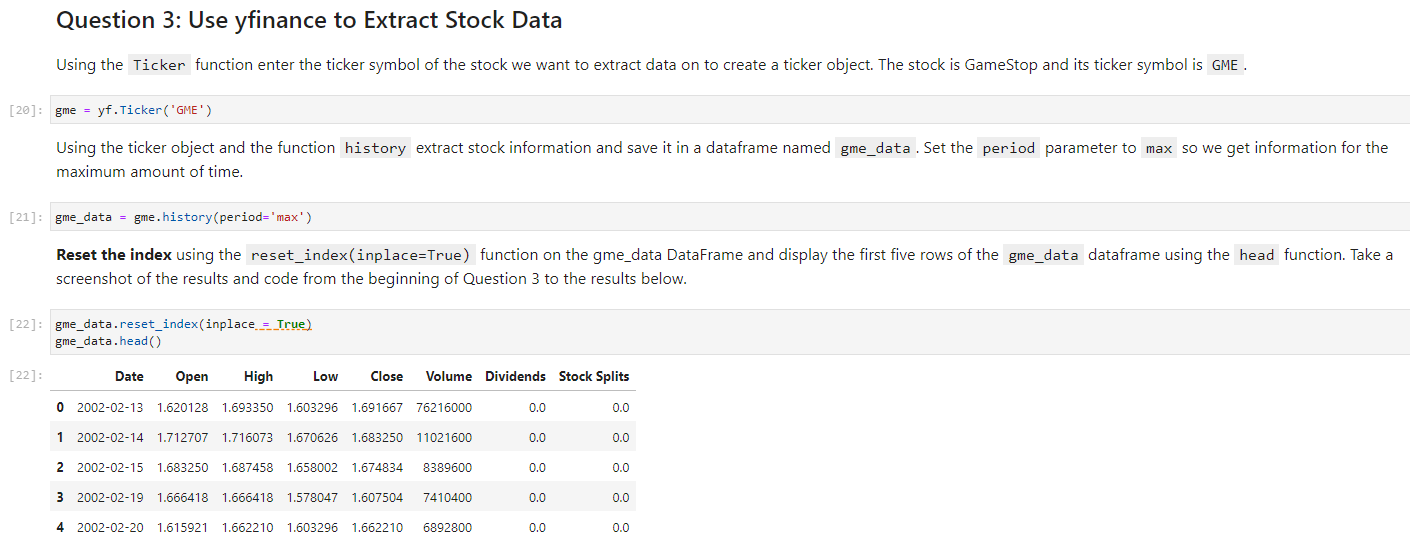 Question 3: Use yfinance to Extract Stock Data
Using the Ticker function enter the ticker symbol of the stock we want to extract data on to create a ticker object. The stock is GameStop and its ticker symbol is GME .
[20]: gme = yf.Ticker('GME')
Using the ticker object and the function history extract stock information and save it in a dataframe named gme_data . Set the period parameter to max so we get information for the
maximum amount of time.
[21]: gme_data = gme.history(period='max')
Reset the index using the reset_index(inplace=True) function on the gme_data DataFrame and display the first five rows of the gme_data dataframe using the head function. Take a
screenshot of the results and code from the beginning of Question 3 to the results below.
[22]: gme_data.reset_index(inplace = True)
gme_data.head()
[22]: Date Open High Low Close Volume Dividends Stock Splits
0 2002-02-13 1.620128 1.693350 1.603296 1.691667 76216000 0.0 0.0
1 2002-02-14 1.712707 1.716073 1.670626 1.683250 11021600 0.0 0.0
2 2002-02-15 1.683250 1.687458 1.658002 1.674834 8389600 0.0 0.0
3 2002-02-19 1.666418 1.666418 1.578047 1.607504 7410400 0.0 0.0
4 2002-02-20 1.615921 1.662210 1.603296 1.662210 6892800 0.0 0.0